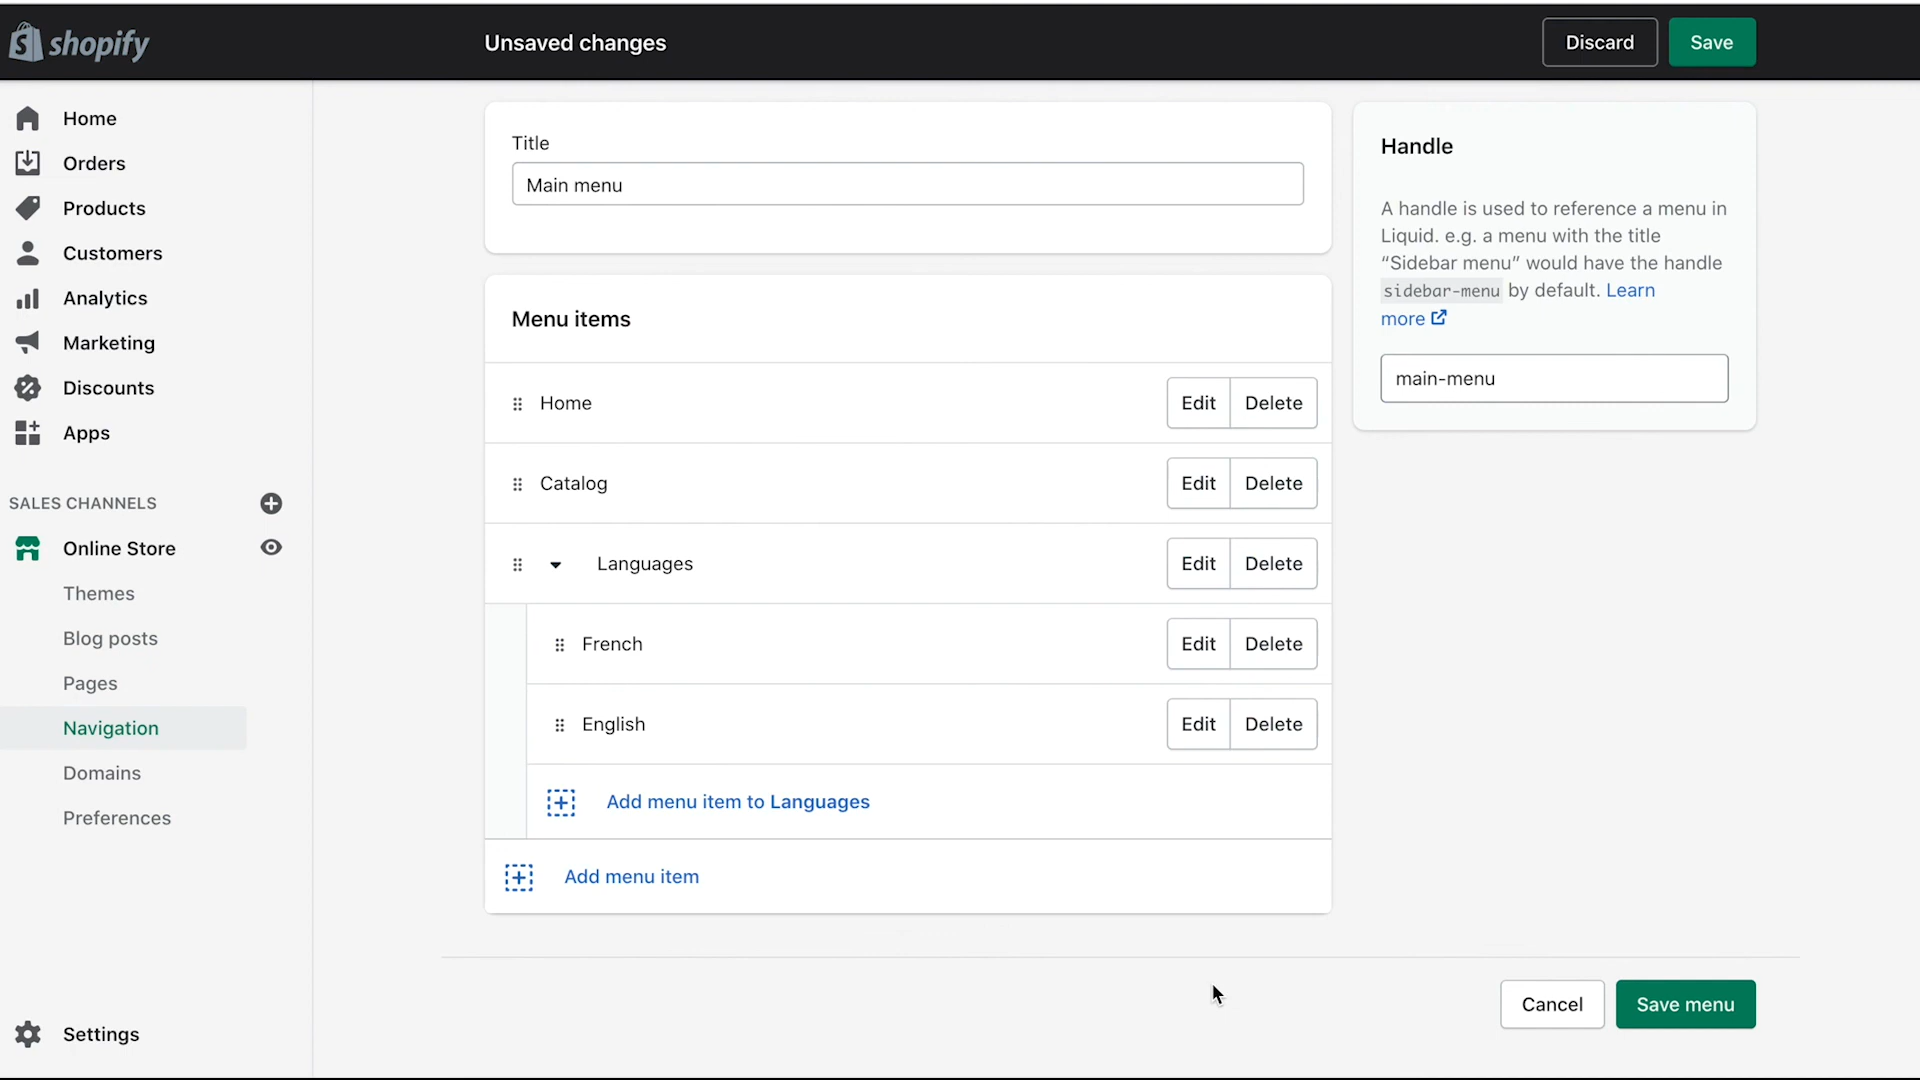 shopify
Unsaved changes
Discard
Save
Home
Orders
Products
Customers
Analytics
Marketing
Discounts
Apps
SALES CHANNELS
Online Store
Themes
Blog posts
Pages
Navigation
Domains
Preferences
Settings
Title
Main menu
Menu items
Home
Edit
Delete
Catalog
Edit
Delete
Languages
Edit
Delete
French
Edit
Delete
English
Edit
Delete
Add menu item to Languages
Add menu item
Handle
A handle is used to reference a menu in
Liquid. e.g. a menu with the title
“Sidebar menu” would have the handle
sidebar-menu by default. Learn
more
main-menu
Cancel
Save menu